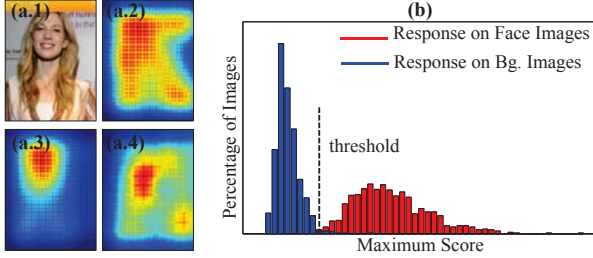 (a.1)
(a.2)
(a.3)
(a.4)
(b)
Response on Face Images
Response on Bg. Images
threshold
Percentage of Images
Maximum Score